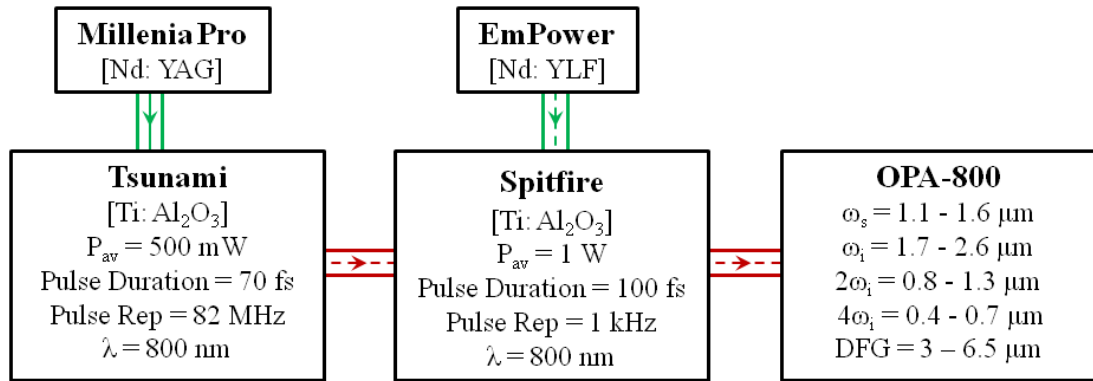 Millenia Pro
[Nd: YAG]
EmPower
[Nd: YLF]
Tsunami
[Ti: Al₂O₃]
Pₐᵥ = 500 mW
Pulse Duration = 70 fs
Pulse Rep = 82 MHz
λ = 800 nm
Spitfire
[Ti: Al₂O₃]
Pₐᵥ = 1 W
Pulse Duration = 100 fs
Pulse Rep = 1 kHz
λ = 800 nm
OPA-800
ωₛ = 1.1 - 1.6 μm
ωᵢ = 1.7 - 2.6 μm
2ωᵢ = 0.8 - 1.3 μm
4ωᵢ = 0.4 - 0.7 μm
DFG = 3 – 6.5 μm